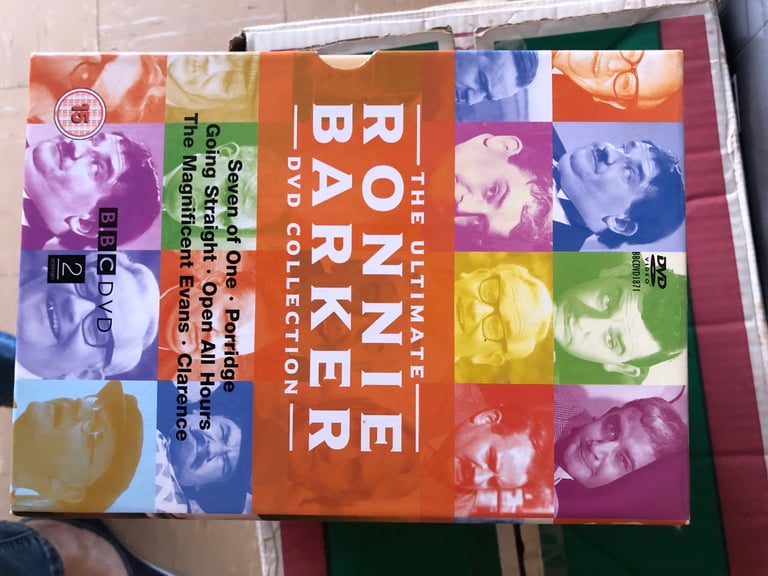 DVD
VIDEO
BBCDVD1871
THE ULTIMATE
RONNIE
BARKER
DVD COLLECTION
Seven of One · Porridge
Going Straight · Open All Hours
The Magnificent Evans · Clarence
15
BBC DVD
2